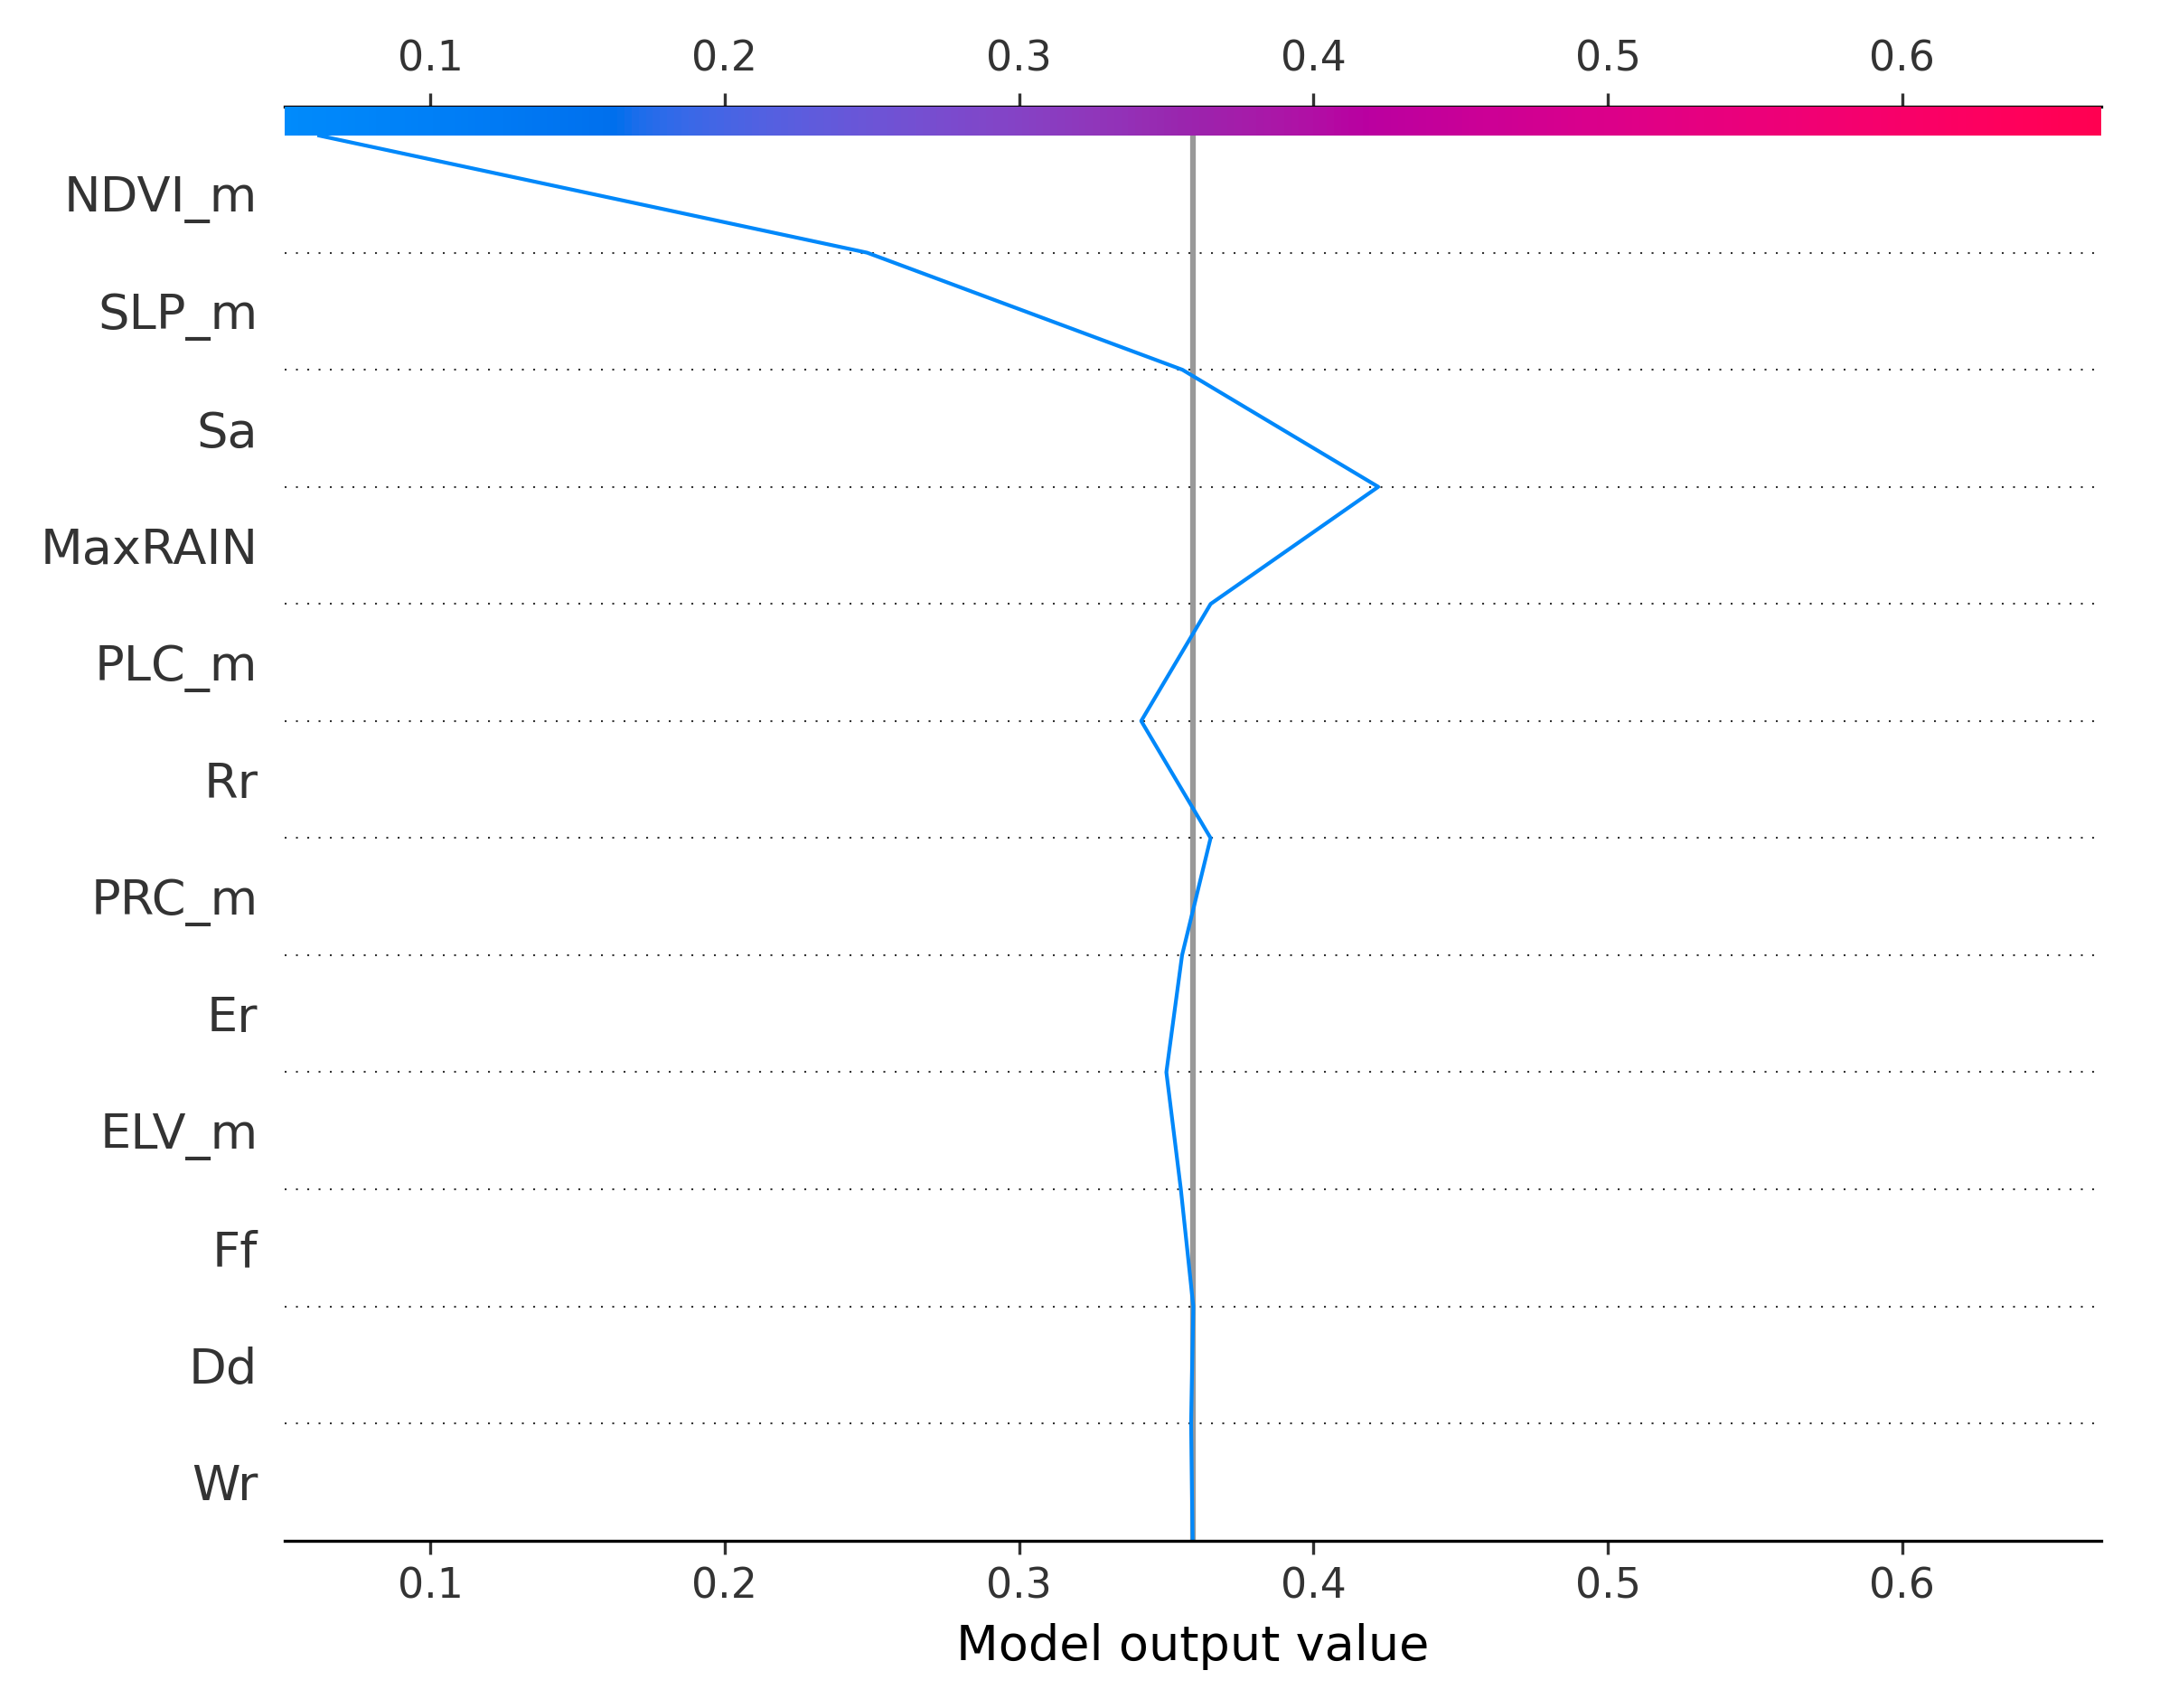 0.1 0.2 0.3 0.4 0.5 0.6
NDVI_m
SLP_m
Sa
MaxRAIN
PLC_m
Rr
PRC_m
Er
ELV_m
Ff
Dd
Wr
0.1 0.2 0.3 0.4 0.5 0.6
Model output value